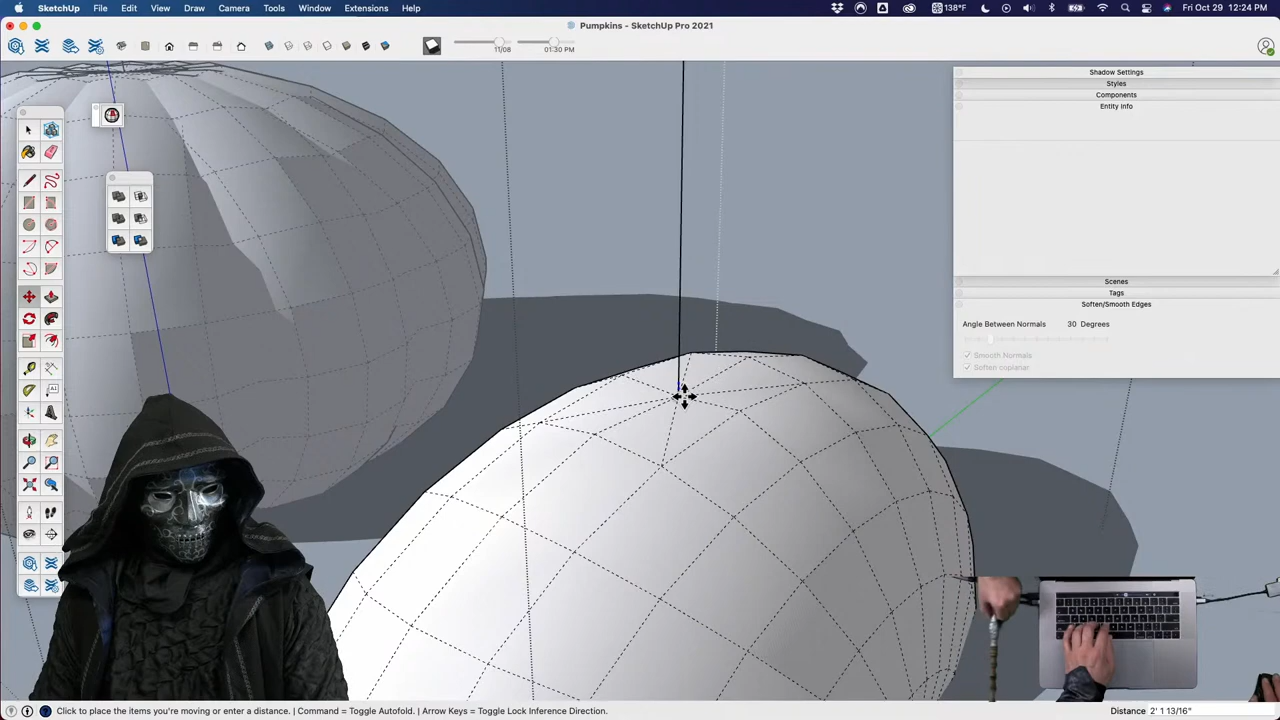 SketchUp File Edit View Draw Camera Tools Window Extensions Help
138°F
Fri Oct 29 12:24 PM
Pumpkins - SketchUp Pro 2021
11/08
01:30 PM
Shadow Settings
Styles
Components
Entity Info
Scenes
Tags
Soften/Smooth Edges
Angle Between Normals 30 Degrees
Smooth Normals
Soften coplanar
Click to place the items you're moving or enter a distance. | Command = Toggle Autofold. | Arrow Keys = Toggle Lock Inference Direction.
Distance 2' 1 13/16"